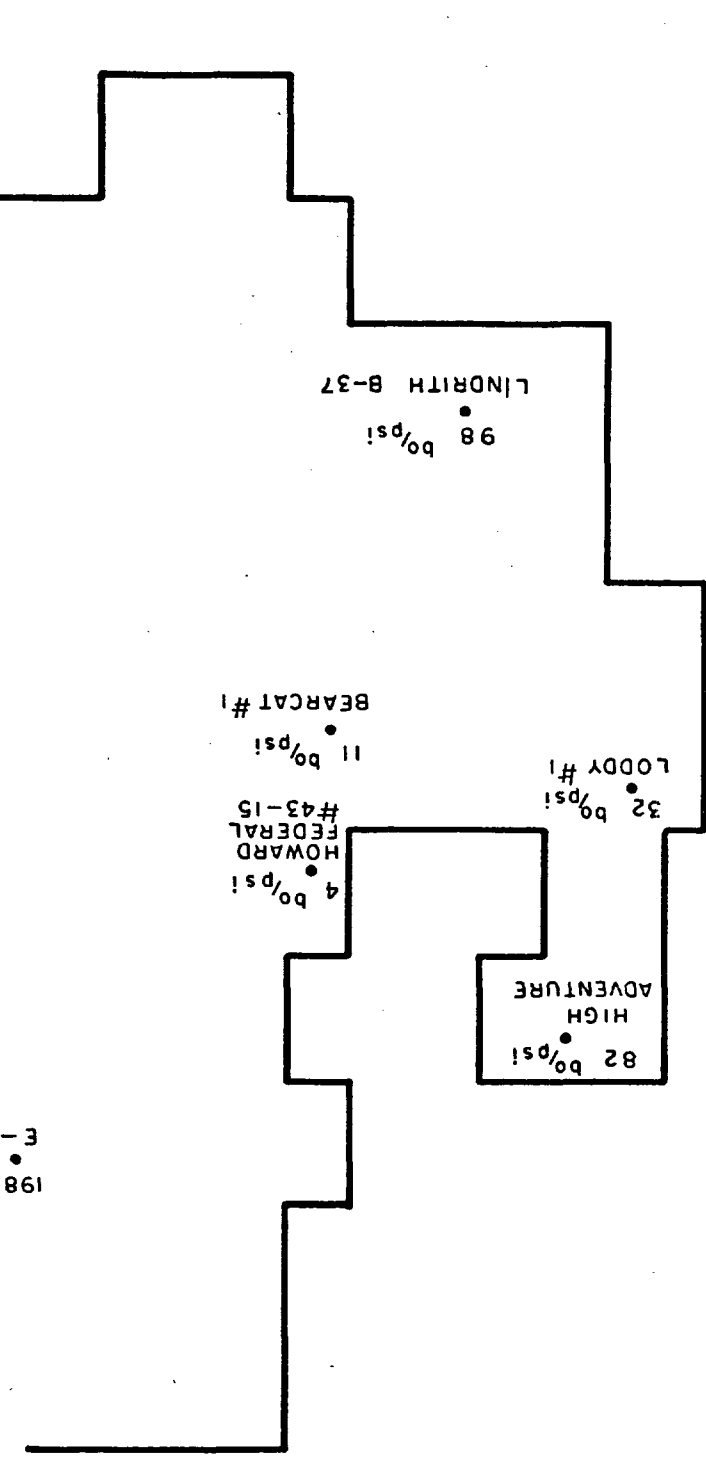 198
E-
82 bo/psi
HIGH
ADVENTURE
4 bo/psi
HOWARD
FEDERAL
#43-15
32 bo/psi
LODDY #1
11 bo/psi
BEARCAT #1
98 bo/psi
LINDRITH B-37